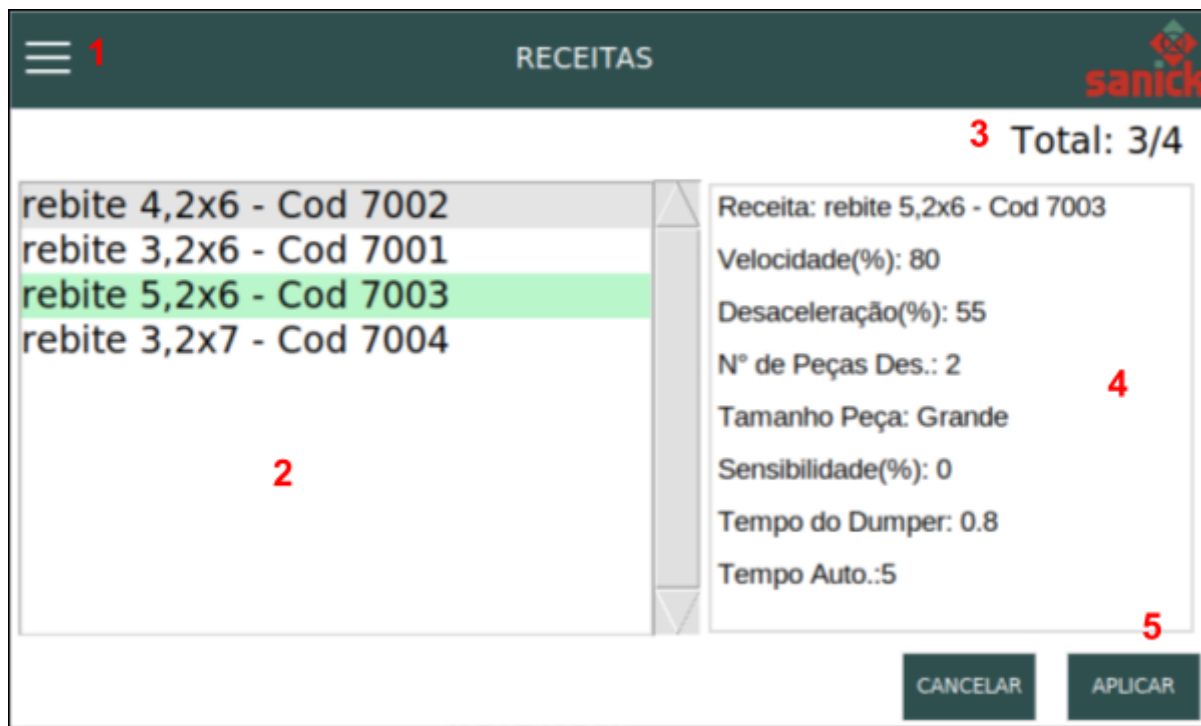 1
RECEITAS
sanick
3
Total: 3/4
rebite 4,2x6 - Cod 7002
rebite 3,2x6 - Cod 7001
rebite 5,2x6 - Cod 7003
rebite 3,2x7 - Cod 7004
2
Receita: rebite 5,2x6 - Cod 7003
Velocidade(%): 80
Desaceleração(%): 55
N° de Peças Des.: 2
Tamanho Peça: Grande
Sensibilidade(%): 0
Tempo do Dumper: 0.8
Tempo Auto.:5
4
5
CANCELAR
APLICAR